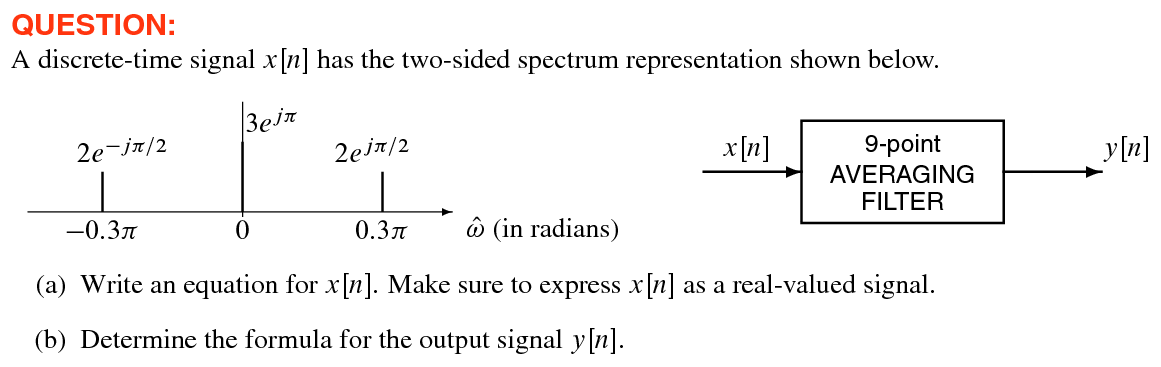 QUESTION:
A discrete-time signal x[n] has the two-sided spectrum representation shown below.
3e^{jπ}
2e^{−jπ/2} 2e^{jπ/2}
−0.3π 0 0.3π ω̂ (in radians)
x[n] 9-point y[n]
AVERAGING
FILTER
(a) Write an equation for x[n]. Make sure to express x[n] as a real-valued signal.
(b) Determine the formula for the output signal y[n].